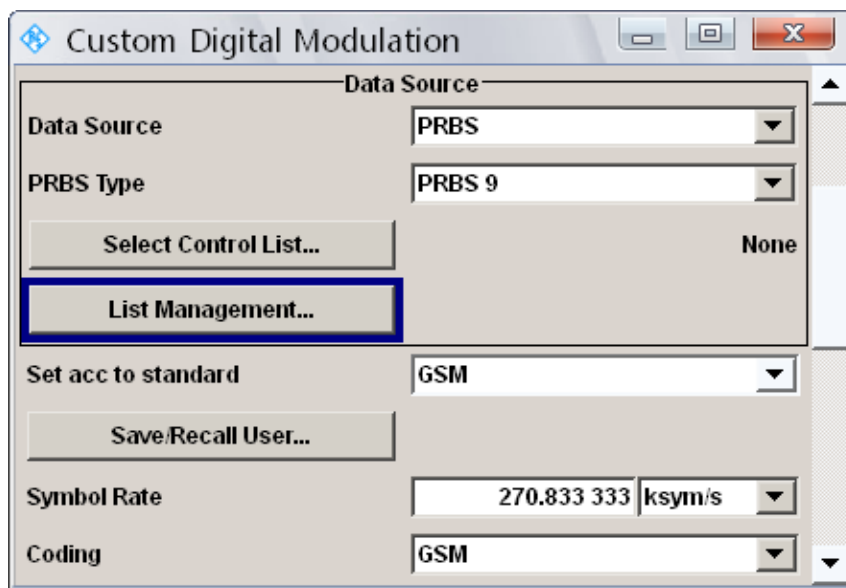 Custom Digital Modulation
Data Source
Data Source PRBS
PRBS Type PRBS 9
Select Control List... None
List Management...
Set acc to standard GSM
Save/Recall User...
Symbol Rate 270.833 333 ksym/s
Coding GSM